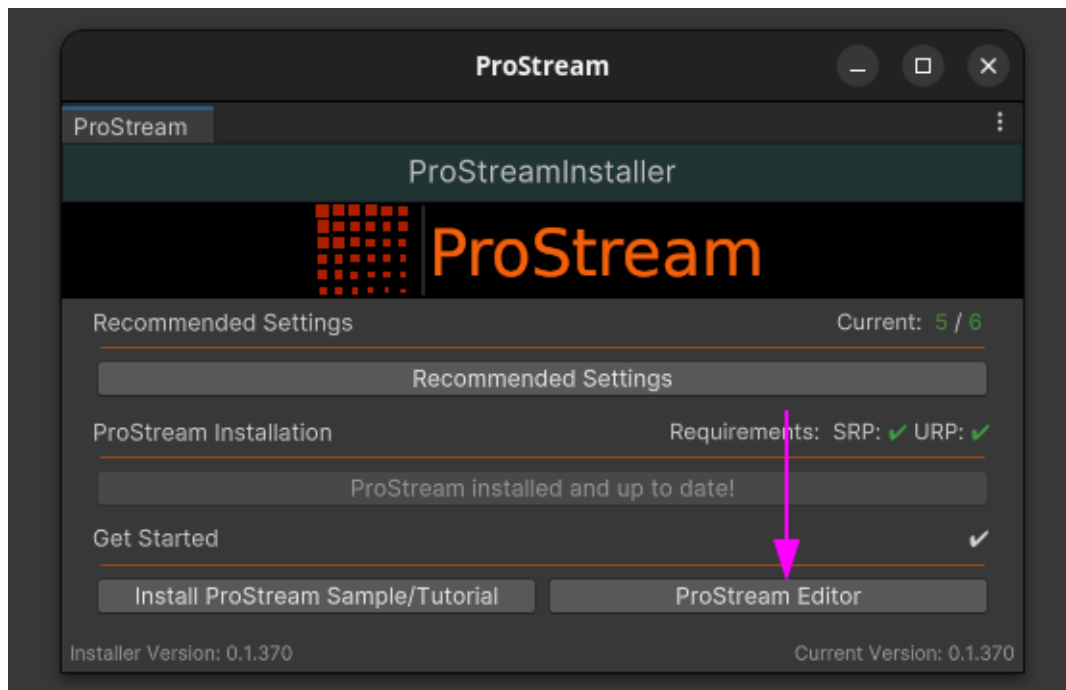 ProStream
ProStream
ProStreamInstaller
ProStream
Recommended Settings Current: 5 / 6
Recommended Settings
ProStream Installation Requirements: SRP: ✔ URP: ✔
ProStream installed and up to date!
Get Started ✔
Install ProStream Sample/Tutorial ProStream Editor
Installer Version: 0.1.370 Current Version: 0.1.370